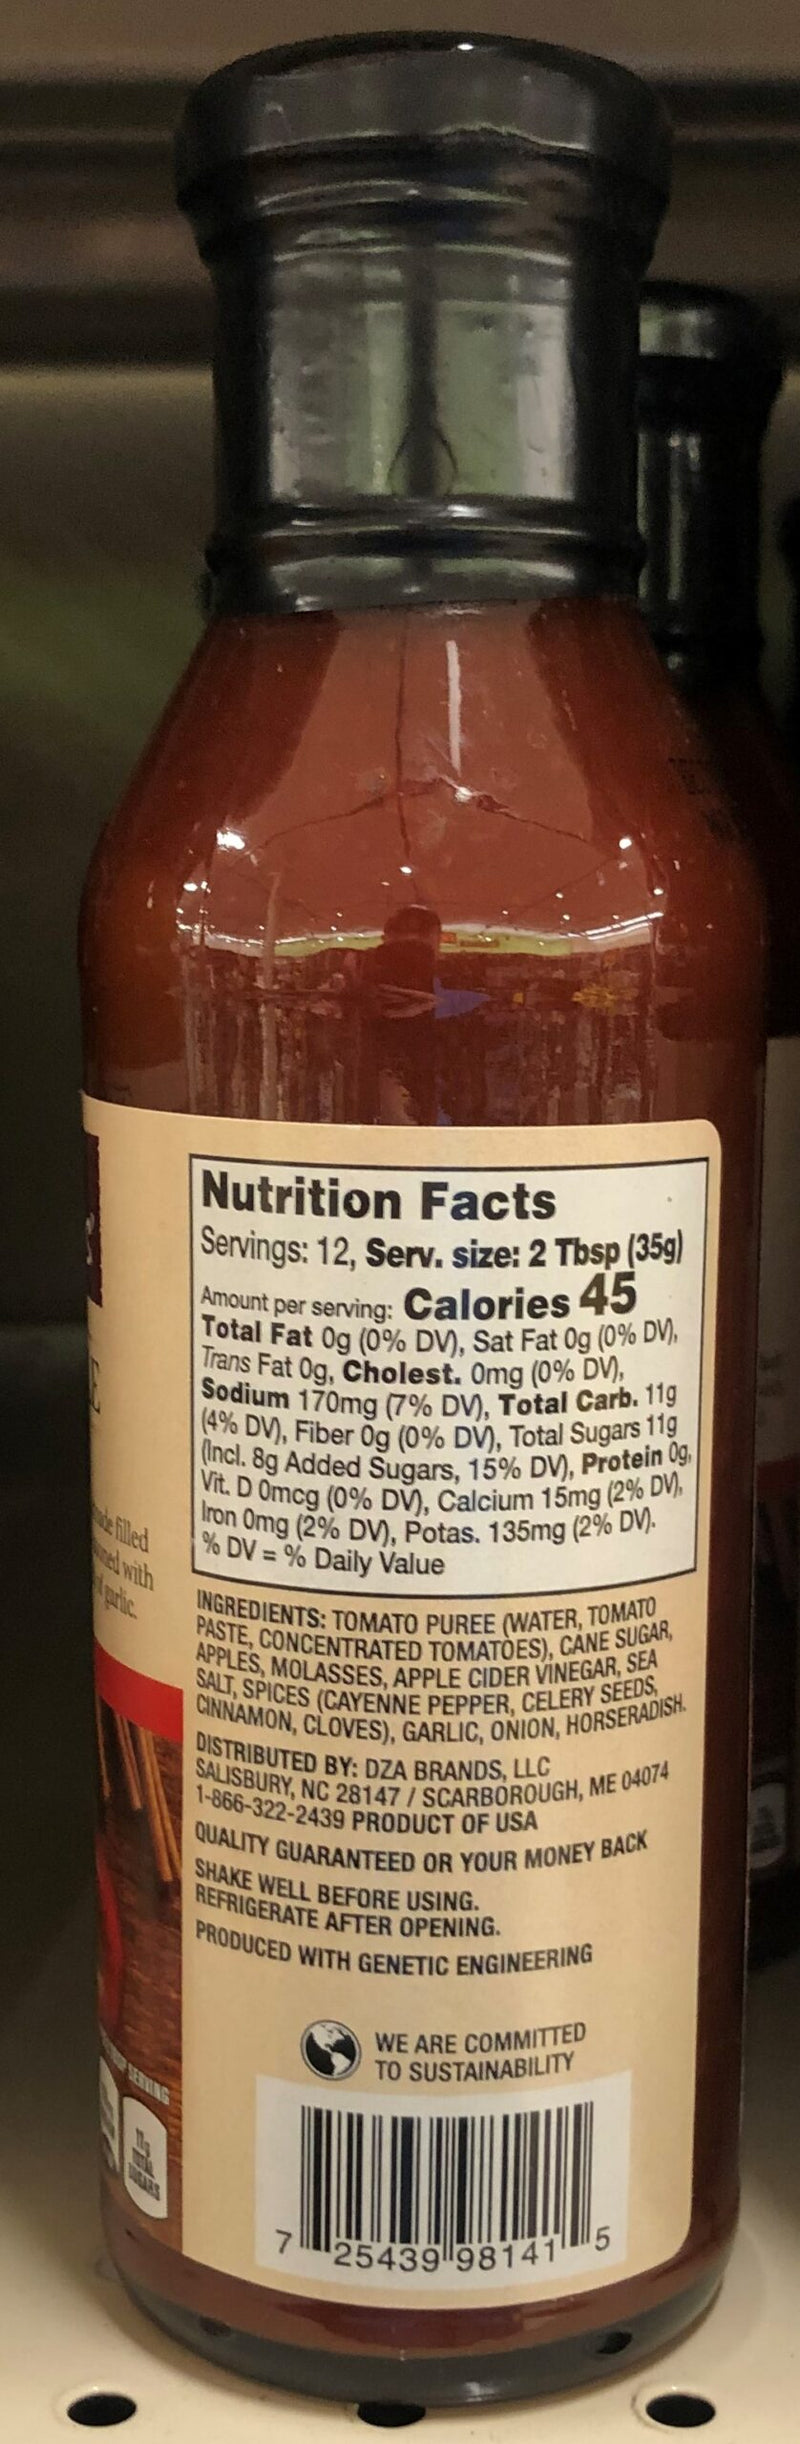 Nutrition Facts
Servings: 12, Serv. size: 2 Tbsp (35g)
Amount per serving: Calories 45
Total Fat 0g (0% DV), Sat Fat 0g (0% DV),
Trans Fat 0g, Cholest. 0mg (0% DV),
Sodium 170mg (7% DV), Total Carb. 11g
(4% DV), Fiber 0g (0% DV), Total Sugars 11g
(Incl. 8g Added Sugars, 15% DV), Protein 0g,
Vit. D 0mcg (0% DV), Calcium 15mg (2% DV),
Iron 0mg (2% DV), Potas. 135mg (2% DV).
% DV = % Daily Value
INGREDIENTS: TOMATO PUREE (WATER, TOMATO
PASTE, CONCENTRATED TOMATOES), CANE SUGAR,
APPLES, MOLASSES, APPLE CIDER VINEGAR, SEA
SALT, SPICES (CAYENNE PEPPER, CELERY SEEDS,
CINNAMON, CLOVES), GARLIC, ONION, HORSERADISH.
DISTRIBUTED BY: DZA BRANDS, LLC
SALISBURY, NC 28147 / SCARBOROUGH, ME 04074
1-866-322-2439 PRODUCT OF USA
QUALITY GUARANTEED OR YOUR MONEY BACK
SHAKE WELL BEFORE USING.
REFRIGERATE AFTER OPENING.
PRODUCED WITH GENETIC ENGINEERING
WE ARE COMMITTED
TO SUSTAINABILITY
7 25439 98141 5
filled
with
garlic.
SERVING
TOTAL
SUGARS